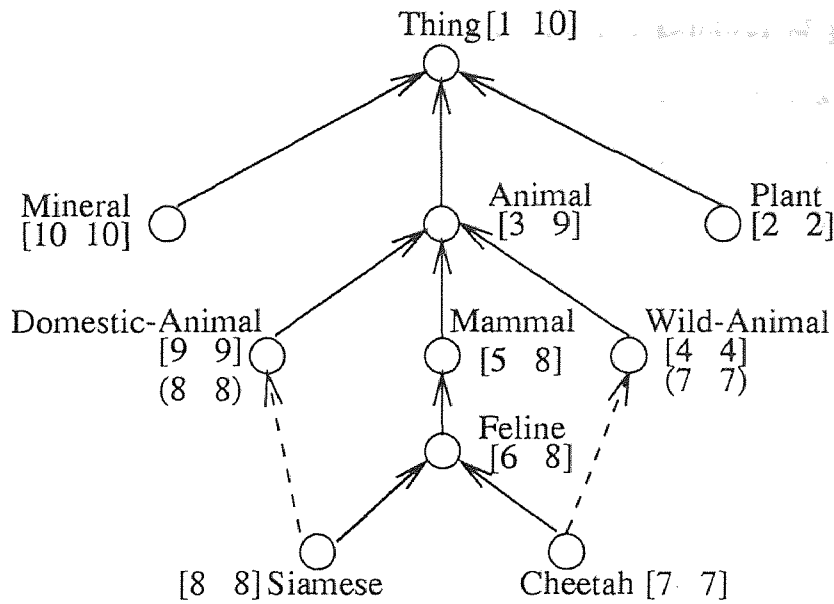 Thing [1 10]
Mineral
[10 10]
Animal
[3 9]
Plant
[2 2]
Domestic-Animal
[9 9]
(8 8)
Mammal
[5 8]
Wild-Animal
[4 4]
(7 7)
Feline
[6 8]
[8 8] Siamese
Cheetah [7 7]